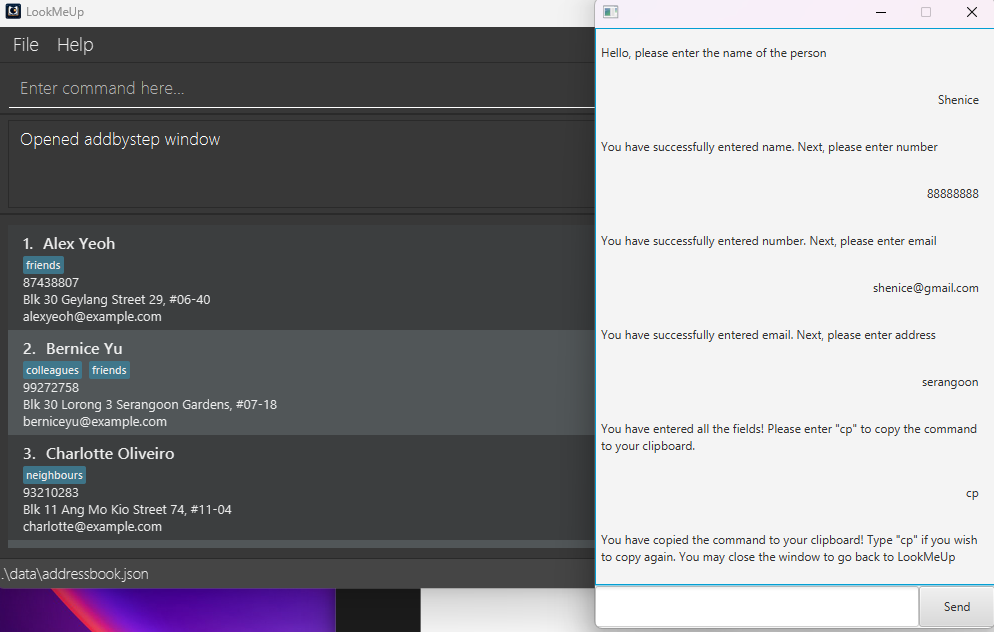 LookMeUp
File Help
Enter command here...
Opened addbystep window
1. Alex Yeoh
friends
87438807
Blk 30 Geylang Street 29, #06-40
alexyeoh@example.com
2. Bernice Yu
colleagues friends
99272758
Blk 30 Lorong 3 Serangoon Gardens, #07-18
berniceyu@example.com
3. Charlotte Oliveiro
neighbours
93210283
Blk 11 Ang Mo Kio Street 74, #11-04
charlotte@example.com
.\data\addressbook.json
Hello, please enter the name of the person
Shenice
You have successfully entered name. Next, please enter number
88888888
You have successfully entered number. Next, please enter email
shenice@gmail.com
You have successfully entered email. Next, please enter address
serangoon
You have entered all the fields! Please enter "cp" to copy the command
to your clipboard.
cp
You have copied the command to your clipboard! Type "cp" if you wish
to copy again. You may close the window to go back to LookMeUp
Send